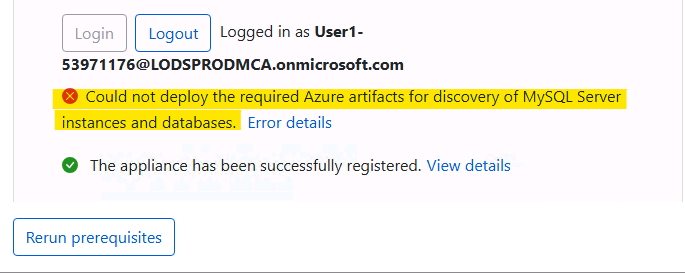 Login Logout Logged in as User1-
53971176@LODSPRODMCA.onmicrosoft.com
Could not deploy the required Azure artifacts for discovery of MySQL Server
instances and databases. Error details
The appliance has been successfully registered. View details
Rerun prerequisites